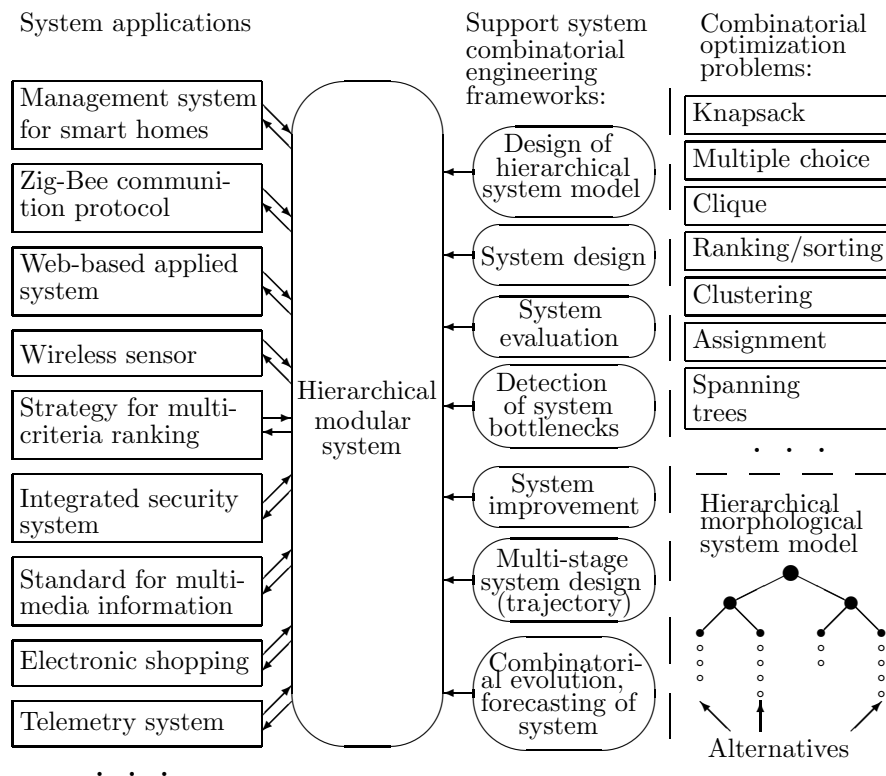 System applications
Management system
for smart homes
Zig-Bee communi-
tion protocol
Web-based applied
system
Wireless sensor
Strategy for multi-
criteria ranking
Integrated security
system
Standard for multi-
media information
Electronic shopping
Telemetry system
. . .
Hierarchical
modular
system
Support system
combinatorial
engineering
frameworks:
Design of
hierarchical
system model
System design
System
evaluation
Detection
of system
bottlenecks
System
improvement
Multi-stage
system design
(trajectory)
Combinatori-
al evolution,
forecasting of
system
Combinatorial
optimization
problems:
Knapsack
Multiple choice
Clique
Ranking/sorting
Clustering
Assignment
Spanning
trees
. . .
Hierarchical
morphological
system model
Alternatives